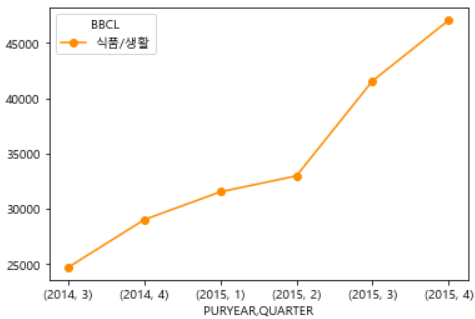 BBCL
식품/생활
45000
40000
35000
30000
25000
(2014, 3) (2014, 4) (2015, 1) (2015, 2) (2015, 3) (2015, 4)
PURYEAR,QUARTER